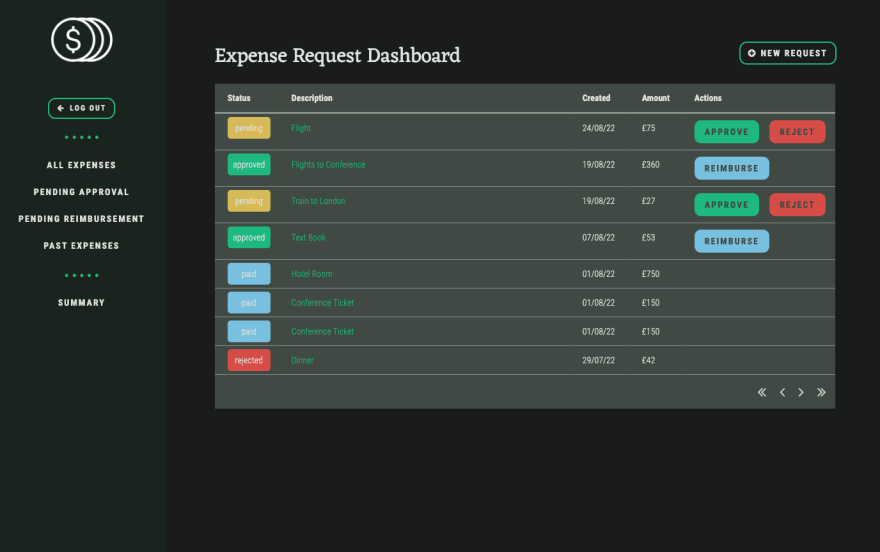 $
LOG OUT
ALL EXPENSES
PENDING APPROVAL
PENDING REIMBURSEMENT
PAST EXPENSES
SUMMARY
Expense Request Dashboard
NEW REQUEST
Status Description Created Amount Actions
pending Flight 24/08/22 £75 APPROVE REJECT
approved Flights to Conference 19/08/22 £360 REIMBURSE
pending Train to London 19/08/22 £27 APPROVE REJECT
approved Text Book 07/08/22 £53 REIMBURSE
paid Hotel Room 01/08/22 £750
paid Conference Ticket 01/08/22 £150
paid Conference Ticket 01/08/22 £150
rejected Dinner 29/07/22 £42